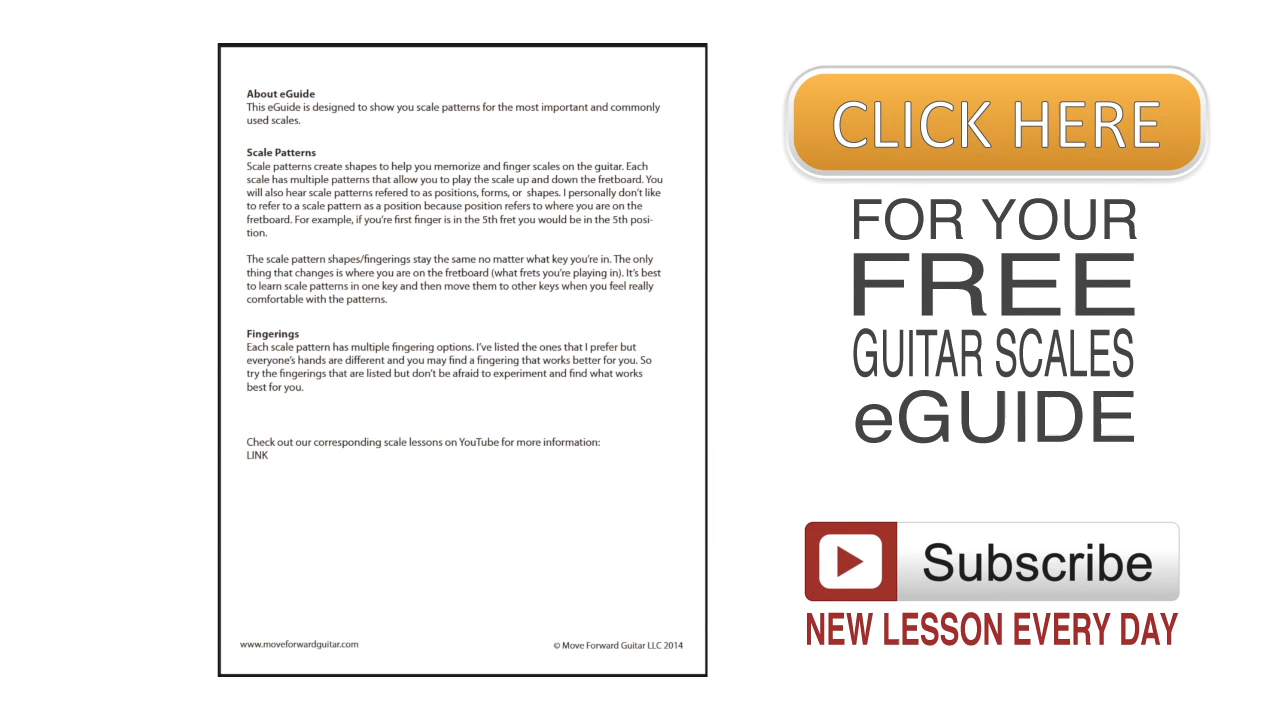 About eGuide
This eGuide is designed to show you scale patterns for the most important and commonly
used scales.
Scale Patterns
Scale patterns create shapes to help you memorize and finger scales on the guitar. Each
scale has multiple patterns that allow you to play the scale up and down the fretboard. You
will also hear scale patterns refered to as positions, forms, or  shapes. I personally don't like
to refer to a scale pattern as a position because position refers to where you are on the
fretboard. For example, if you're first finger is in the 5th fret you would be in the 5th posi-
tion.
The scale pattern shapes/fingerings stay the same no matter what key you're in. The only
thing that changes is where you are on the fretboard (what frets you're playing in). It's best
to learn scale patterns in one key and then move them to other keys when you feel really
comfortable with the patterns.
Fingerings
Each scale pattern has multiple fingering options. I've listed the ones that I prefer but
everyone's hands are different and you may find a fingering that works better for you. So
try the fingerings that are listed but don't be afraid to experiment and find what works
best for you.
Check out our corresponding scale lessons on YouTube for more information:
LINK
www.moveforwardguitar.com
© Move Forward Guitar LLC 2014
CLICK HERE
FOR YOUR
FREE
GUITAR SCALES
eGUIDE
Subscribe
NEW LESSON EVERY DAY